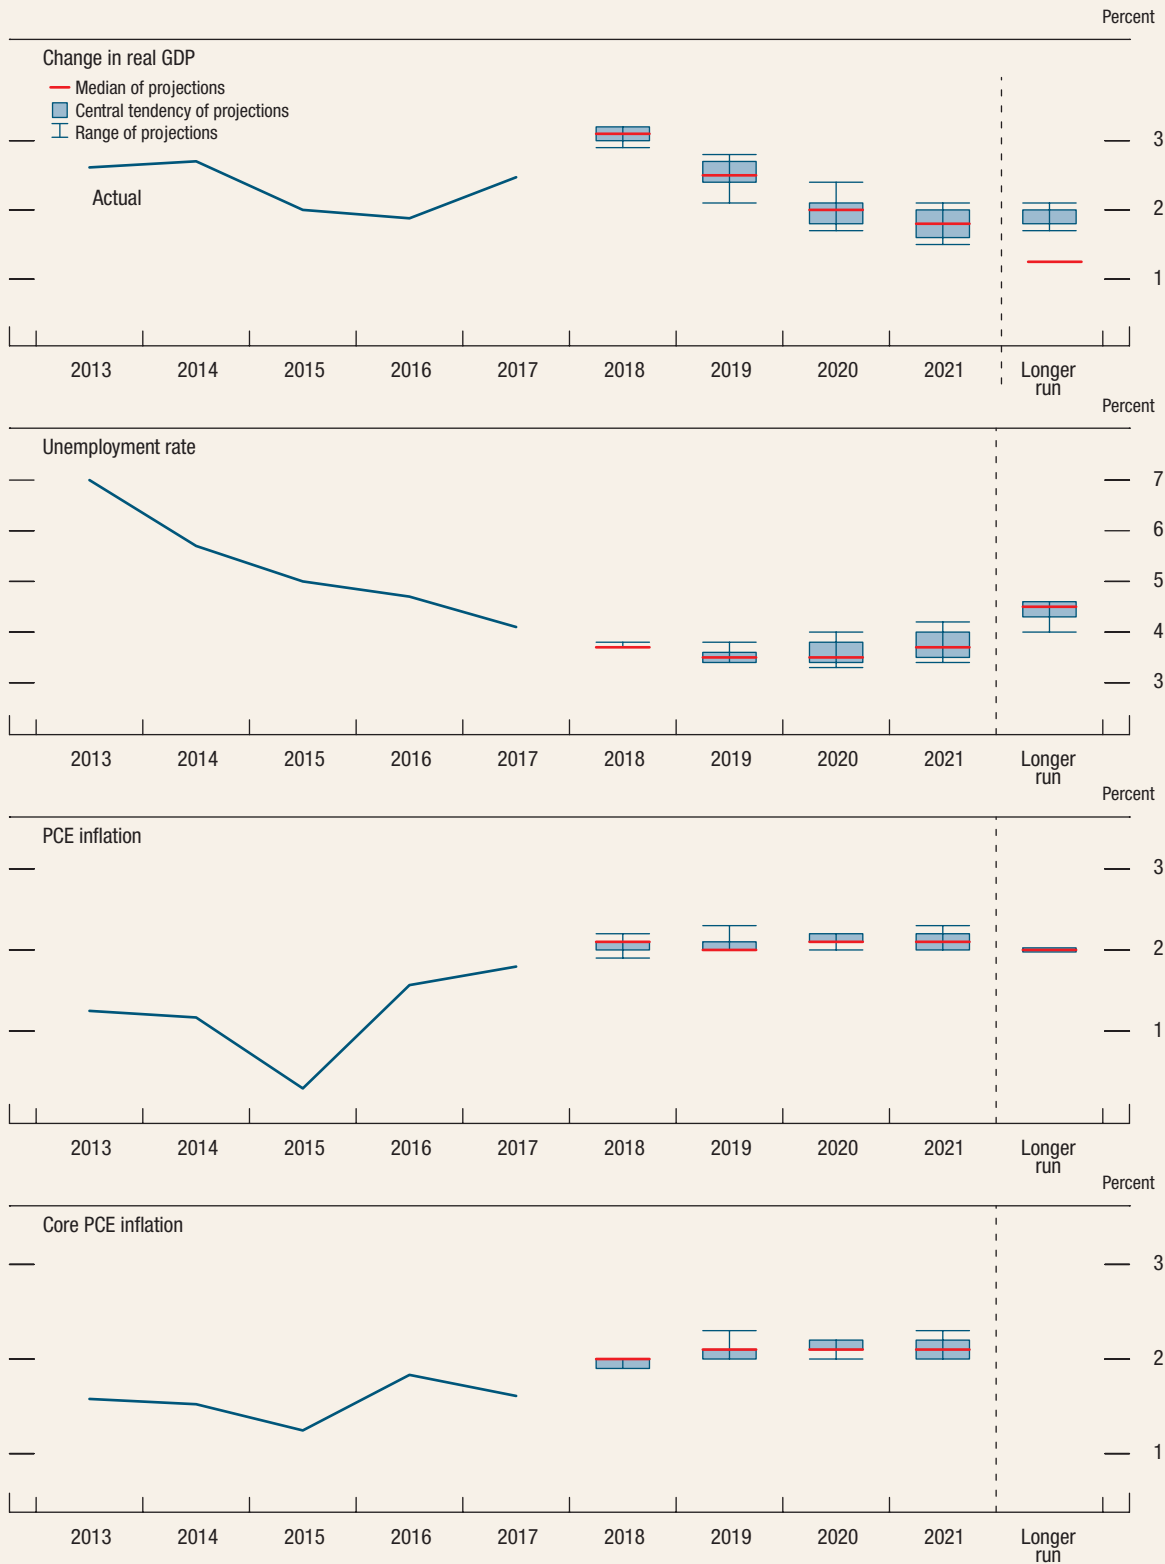 Percent
Change in real GDP
Median of projections
Central tendency of projections
Range of projections
Actual
3
2
1
2013 2014 2015 2016 2017 2018 2019 2020 2021 Longer
run
Percent
Unemployment rate
7
6
5
4
3
2013 2014 2015 2016 2017 2018 2019 2020 2021 Longer
run
Percent
PCE inflation
3
2
1
2013 2014 2015 2016 2017 2018 2019 2020 2021 Longer
run
Percent
Core PCE inflation
3
2
1
2013 2014 2015 2016 2017 2018 2019 2020 2021 Longer
run